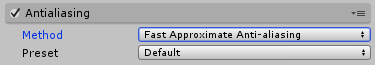 Antialiasing
Method Fast Approximate Anti-aliasing
Preset Default